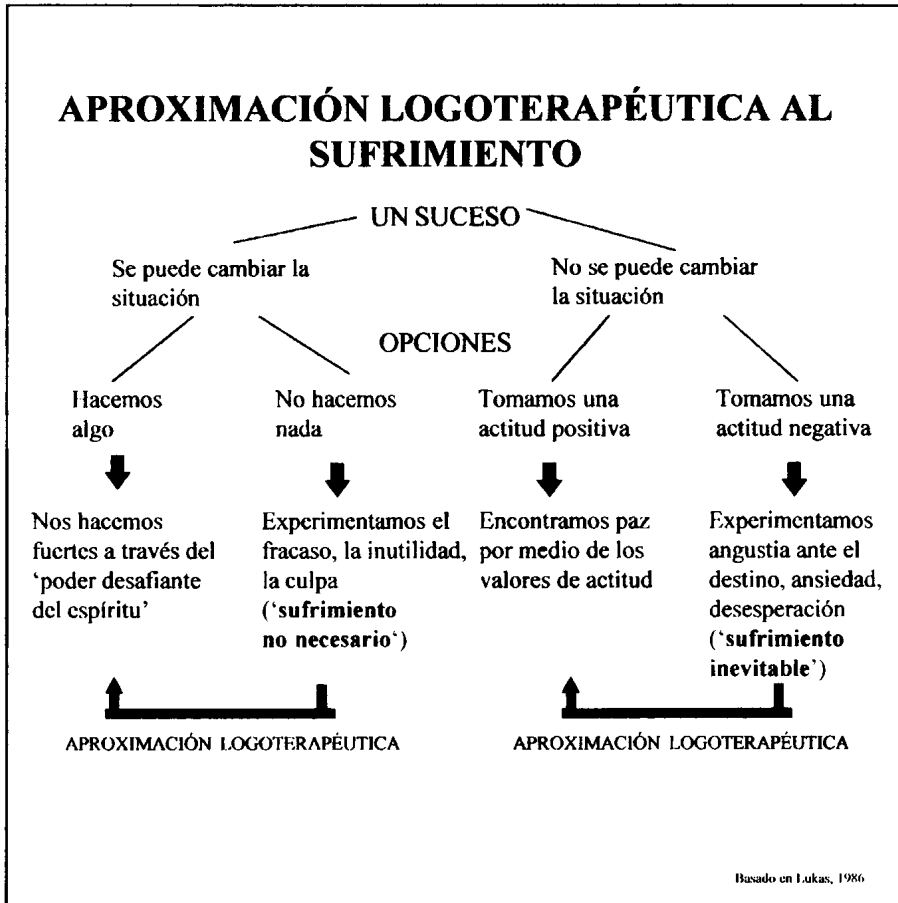 APROXIMACIÓN LOGOTERAPÉUTICA AL
SUFRIMIENTO
UN SUCESO
Se puede cambiar la
situación
No se puede cambiar
la situación
OPCIONES
Hacemos
algo
No hacemos
nada
Tomamos una
actitud positiva
Tomamos una
actitud negativa
Nos hacemos
fuertes a través del
‘poder desafiante
del espíritu’
Experimentamos el
fracaso, la inutilidad,
la culpa
(‘sufrimiento
no necesario‘)
Encontramos paz
por medio de los
valores de actitud
Experimentamos
angustia ante el
destino, ansiedad,
desesperación
(‘sufrimiento
inevitable’)
APROXIMACIÓN LOGOTERAPÉUTICA
APROXIMACIÓN LOGOTERAPÉUTICA
Basado en Lukas, 1986